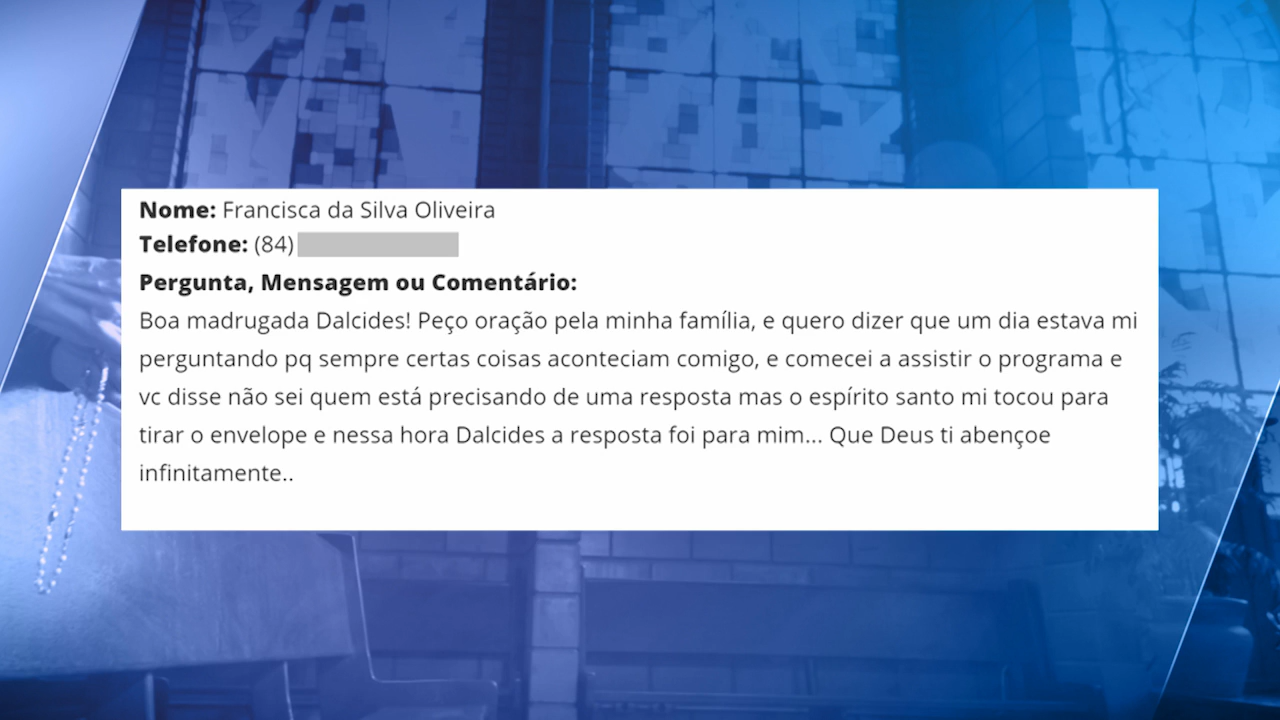 Nome: Francisca da Silva Oliveira
Telefone: (84)
Pergunta, Mensagem ou Comentário:
Boa madrugada Dalcides! Peço oração pela minha família, e quero dizer que um dia estava mi
perguntando pq sempre certas coisas aconteciam comigo, e comecei a assistir o programa e
vc disse não sei quem está precisando de uma resposta mas o espírito santo mi tocou para
tirar o envelope e nessa hora Dalcides a resposta foi para mim... Que Deus ti abençoe
infinitamente..